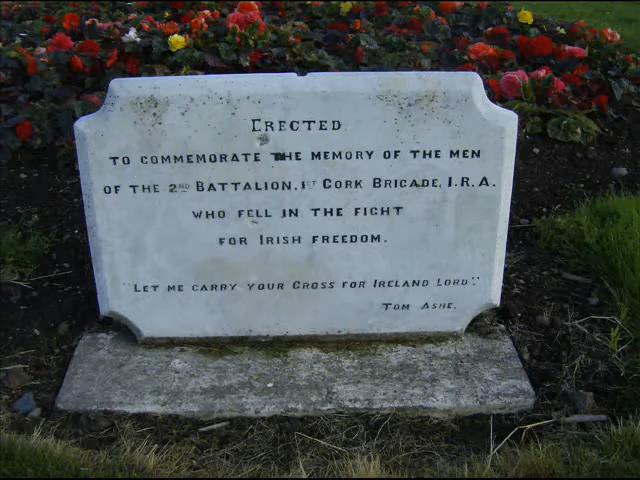 ERECTED
TO COMMEMORATE THE MEMORY OF THE MEN
OF THE 2ND BATTALION, 1ST CORK BRIGADE, I.R.A.
WHO FELL IN THE FIGHT
FOR IRISH FREEDOM.
"LET ME CARRY YOUR CROSS FOR IRELAND LORD".
TOM ASHE.